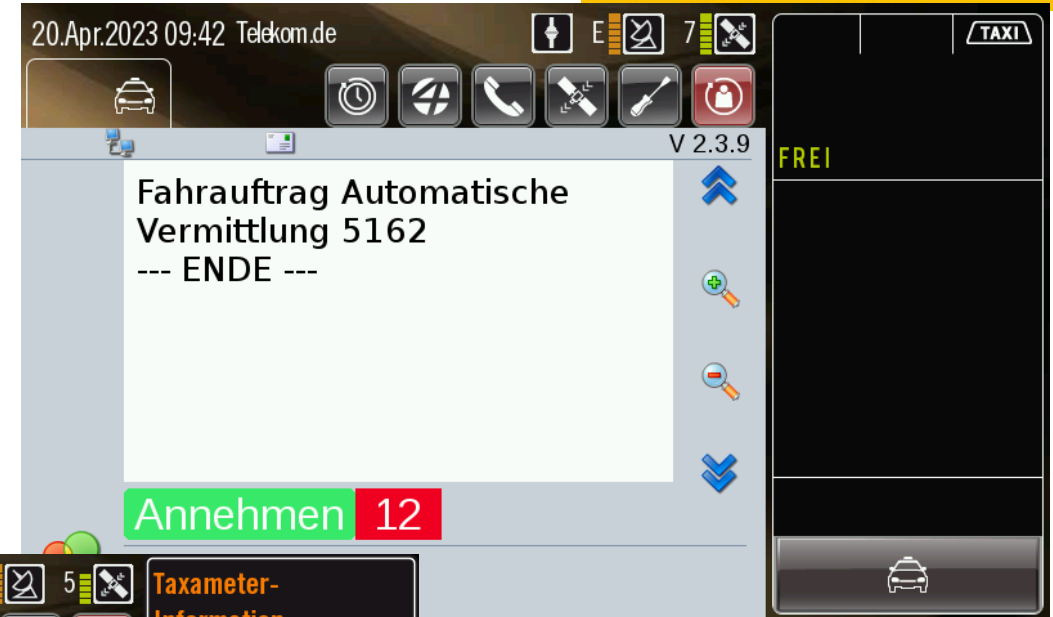 20.Apr.2023 09:42 Telekom.de E 7
TAXI
V 2.3.9
FREI
Fahrauftrag Automatische
Vermittlung 5162
--- ENDE ---
Annehmen 12
5
Taxameter-
Information